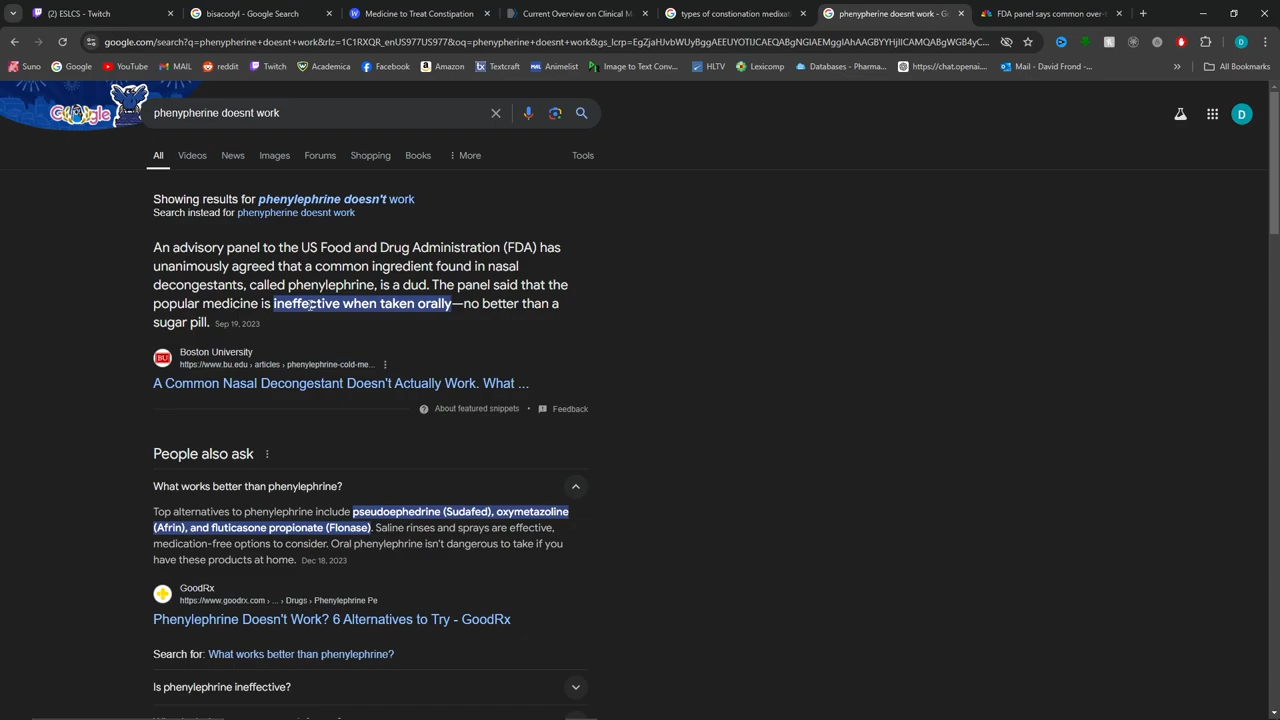 (2) ESLCS - Twitch
bisacodyl - Google Search
Medicine to Treat Constipation
Current Overview on Clinical M
types of constionation medixat
phenypherine doesnt work - G
FDA panel says common over-t
google.com/search?q=phenypherine+doesnt+work&rlz=1C1RXQR_enUS977US977&oq=phenypherine+doesnt+work&gs_lcrp=
Suno
Google
YouTube
MAIL
reddit
Twitch
Academica
Facebook
Amazon
Textcraft
Animelist
Image to Text Conv...
HLTV
Lexicomp
Databases - Pharma...
https://chat.openai....
Mail - David Frond -...
All Bookmarks
Google
phenypherine doesnt work
D
All
Videos
News
Images
Forums
Shopping
Books
More
Tools
Showing results for phenylephrine doesn't work
Search instead for phenypherine doesnt work
An advisory panel to the US Food and Drug Administration (FDA) has
unanimously agreed that a common ingredient found in nasal
decongestants, called phenylephrine, is a dud. The panel said that the
popular medicine is ineffective when taken orally—no better than a
sugar pill. Sep 19, 2023
BU
Boston University
https://www.bu.edu › articles › phenylephrine-cold-me...
A Common Nasal Decongestant Doesn't Actually Work. What ...
About featured snippets • Feedback
People also ask
What works better than phenylephrine?
Top alternatives to phenylephrine include pseudoephedrine (Sudafed), oxymetazoline
(Afrin), and fluticasone propionate (Flonase). Saline rinses and sprays are effective,
medication-free options to consider. Oral phenylephrine isn't dangerous to take if you
have these products at home. Dec 18, 2023
GoodRx
https://www.goodrx.com › ... › Drugs › Phenylephrine Pe
Phenylephrine Doesn't Work? 6 Alternatives to Try - GoodRx
Search for: What works better than phenylephrine?
Is phenylephrine ineffective?